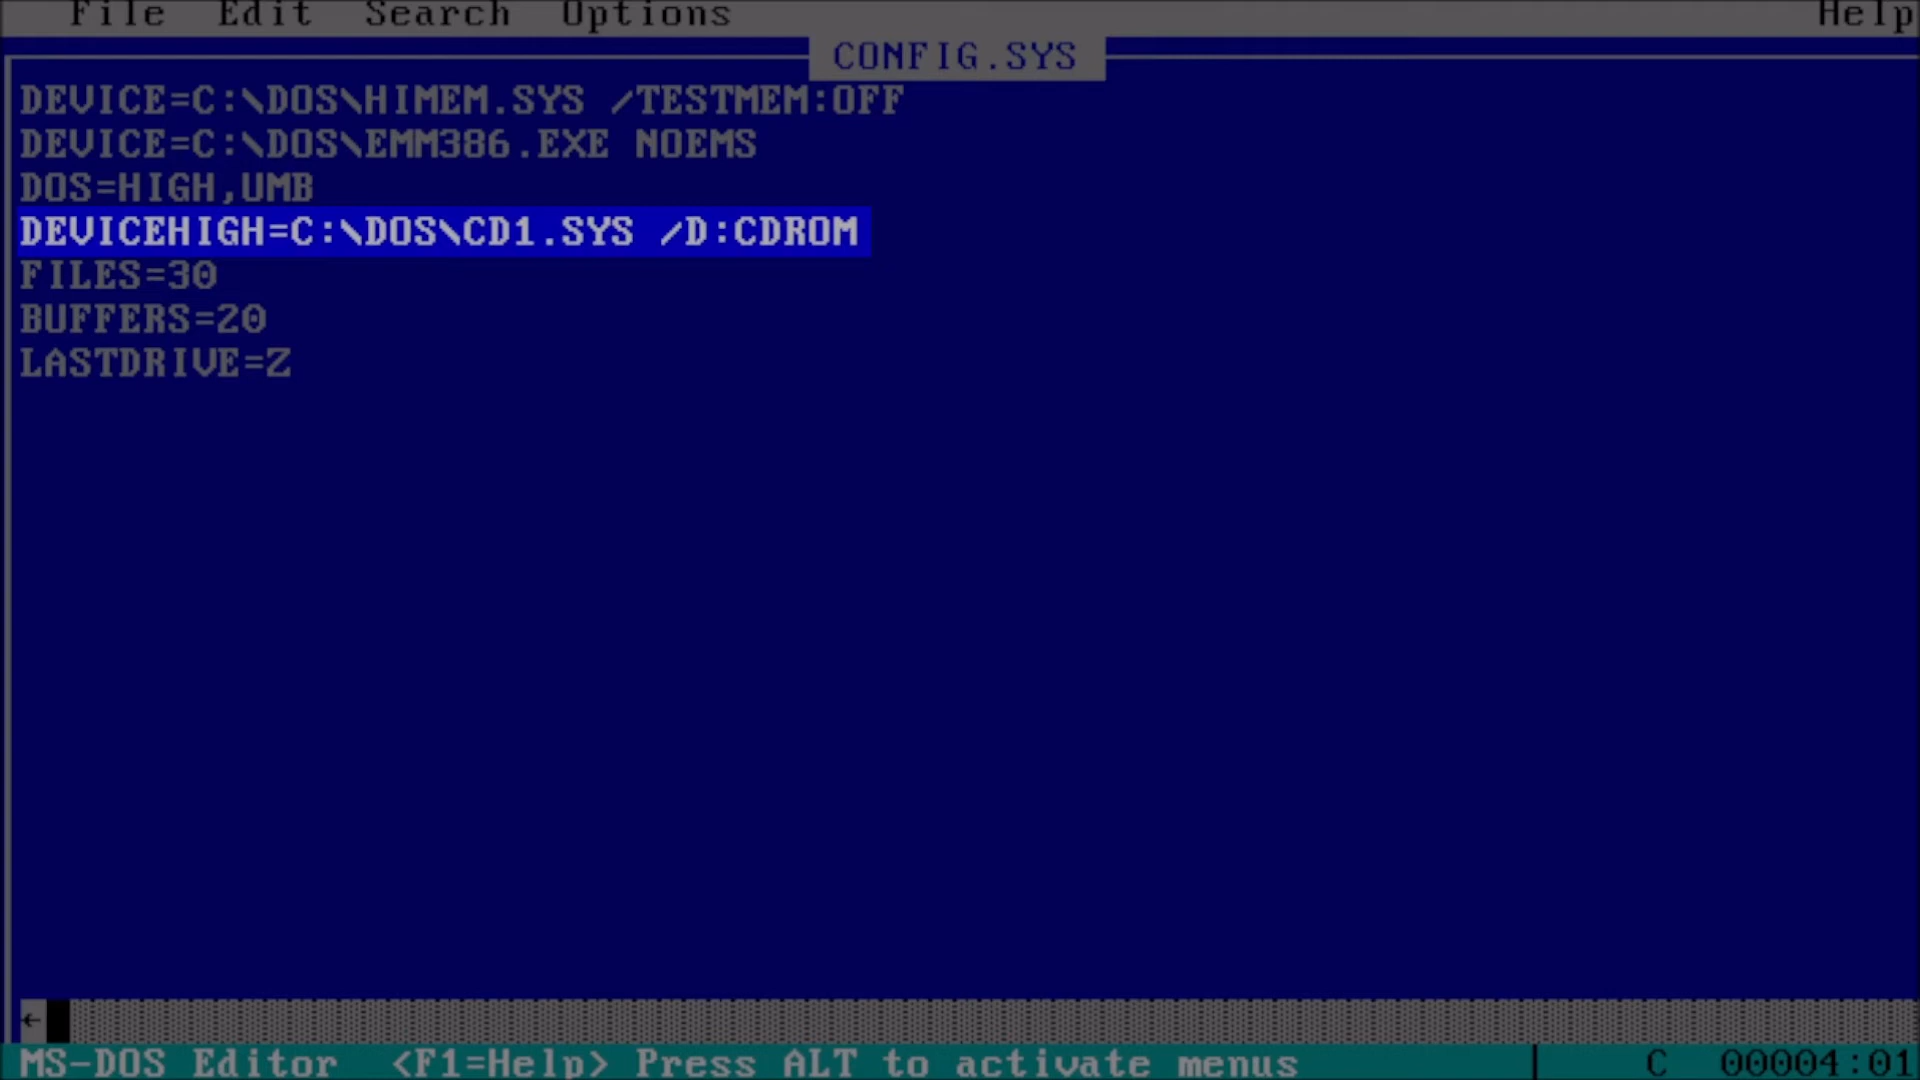 File Edit Search Options Help
CONFIG.SYS
DEVICE=C:\DOS\HIMEM.SYS /TESTMEM:OFF
DEVICE=C:\DOS\EMM386.EXE NOEMS
DOS=HIGH,UMB
DEVICEHIGH=C:\DOS\CD1.SYS /D:CDROM
FILES=30
BUFFERS=20
LASTDRIVE=Z
MS-DOS Editor <F1=Help> Press ALT to activate menus C 00004:01